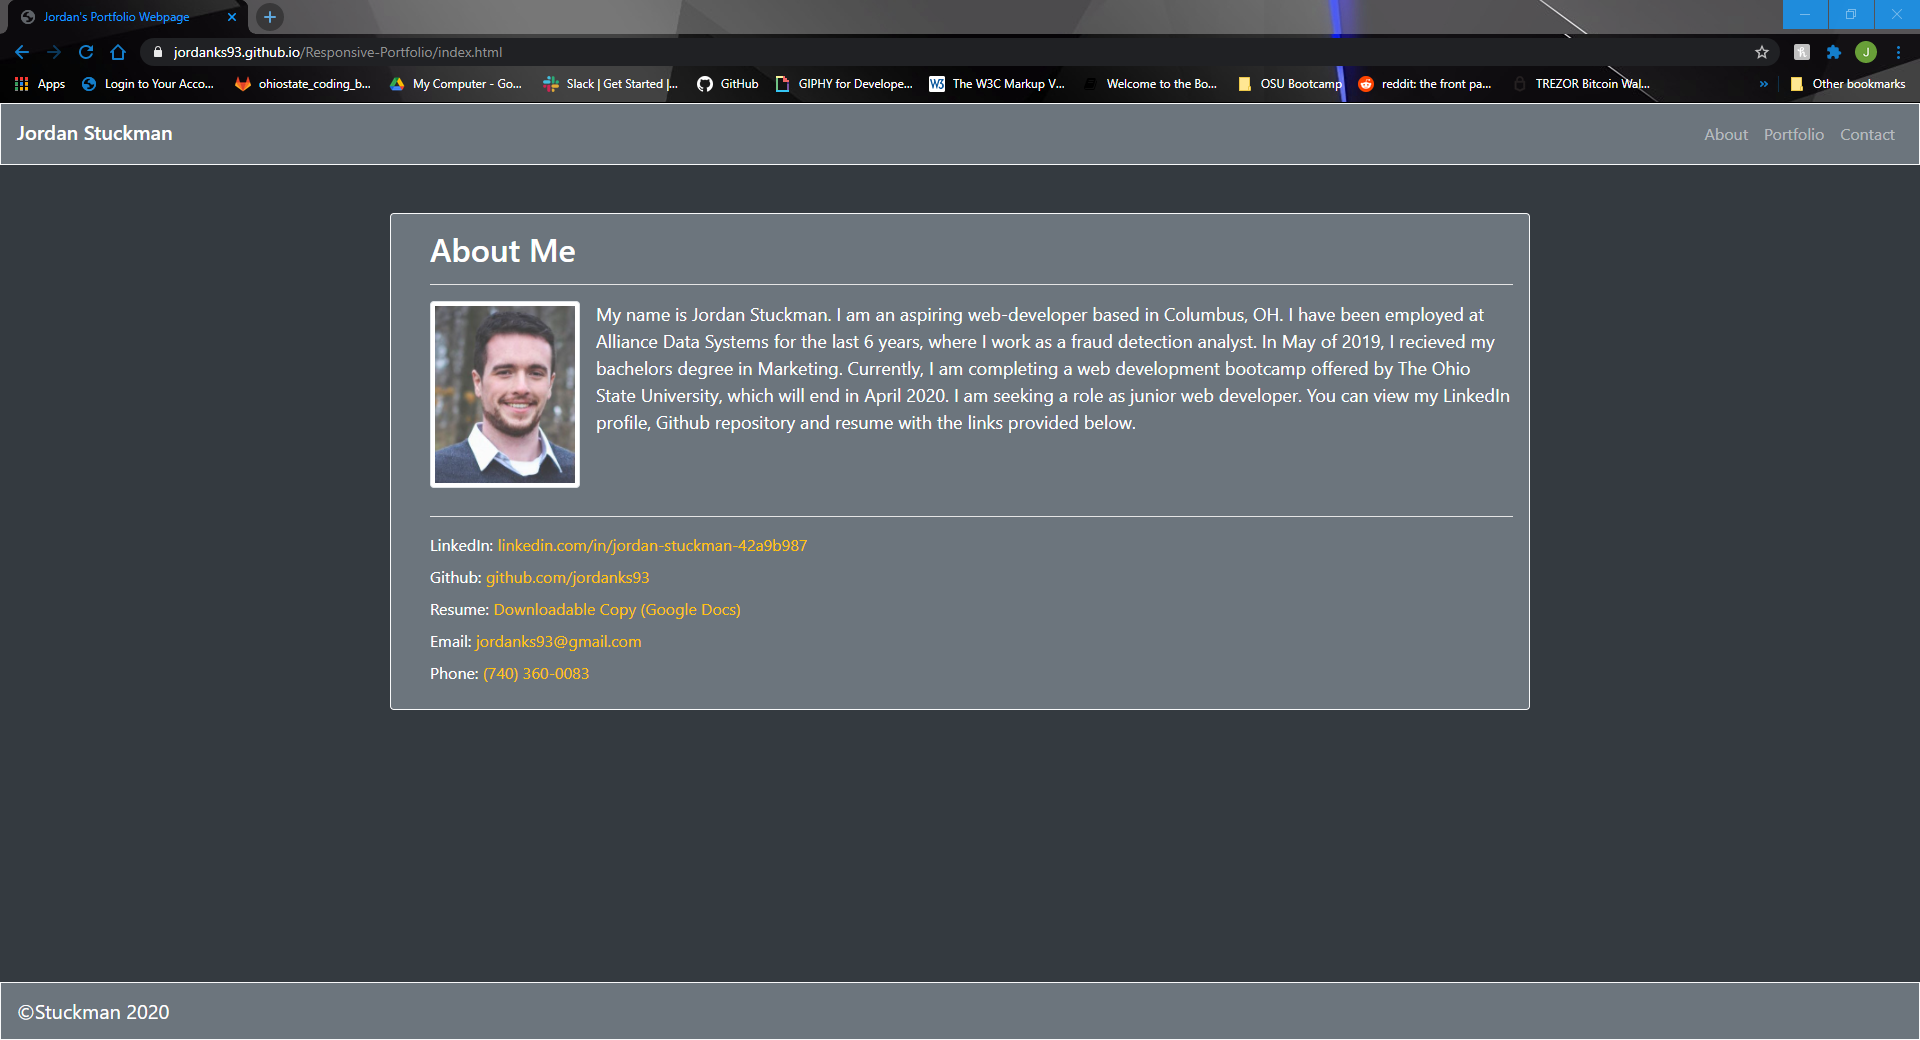 Jordan's Portfolio Webpage
jordanks93.github.io/Responsive-Portfolio/index.html
J
Apps
Login to Your Acco...
ohiostate_coding_b...
My Computer - Go...
Slack | Get Started |...
GitHub
GIPHY for Develope...
W3
The W3C Markup V...
Welcome to the Bo...
OSU Bootcamp
reddit: the front pa...
TREZOR Bitcoin Wal...
»
Other bookmarks
Jordan Stuckman
About
Portfolio
Contact
About Me
My name is Jordan Stuckman. I am an aspiring web-developer based in Columbus, OH. I have been employed at
Alliance Data Systems for the last 6 years, where I work as a fraud detection analyst. In May of 2019, I recieved my
bachelors degree in Marketing. Currently, I am completing a web development bootcamp offered by The Ohio
State University, which will end in April 2020. I am seeking a role as junior web developer. You can view my LinkedIn
profile, Github repository and resume with the links provided below.
LinkedIn: linkedin.com/in/jordan-stuckman-42a9b987
Github: github.com/jordanks93
Resume: Downloadable Copy (Google Docs)
Email: jordanks93@gmail.com
Phone: (740) 360-0083
©Stuckman 2020